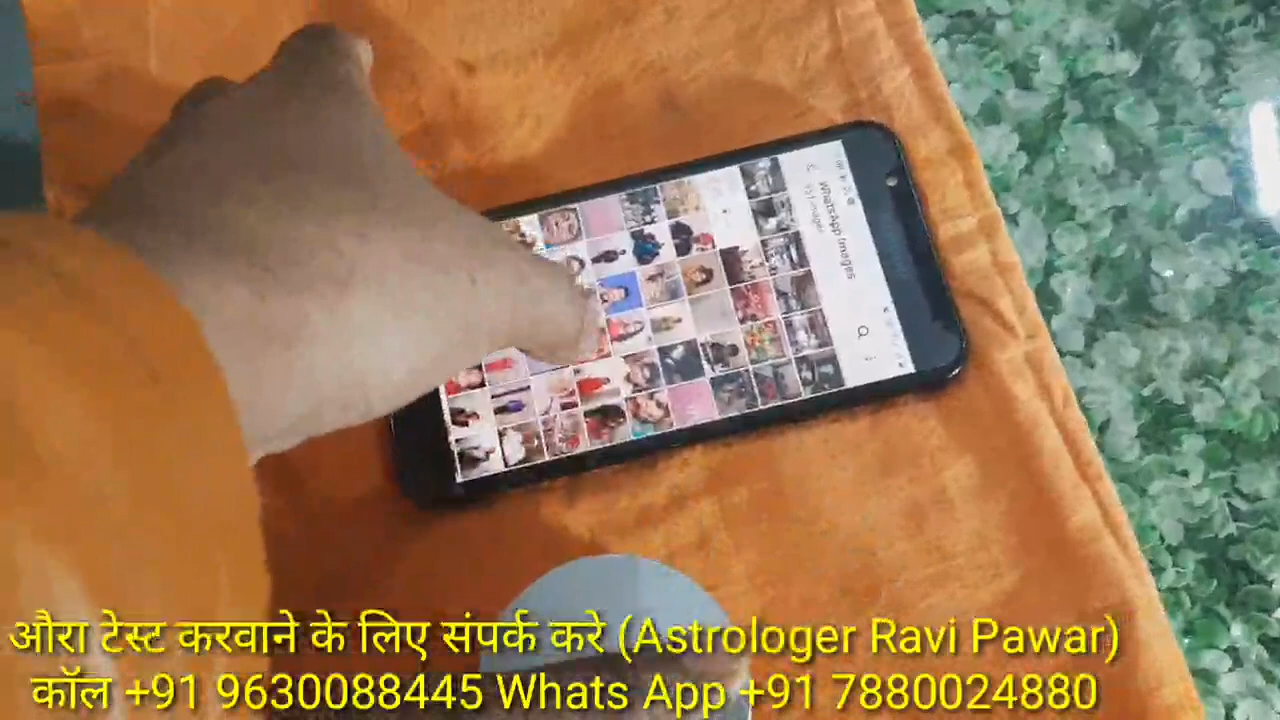 WhatsApp Images
औरा टेस्ट करवाने के लिए संपर्क करे (Astrologer Ravi Pawar)
कॉल +91 9630088445 Whats App +91 7880024880